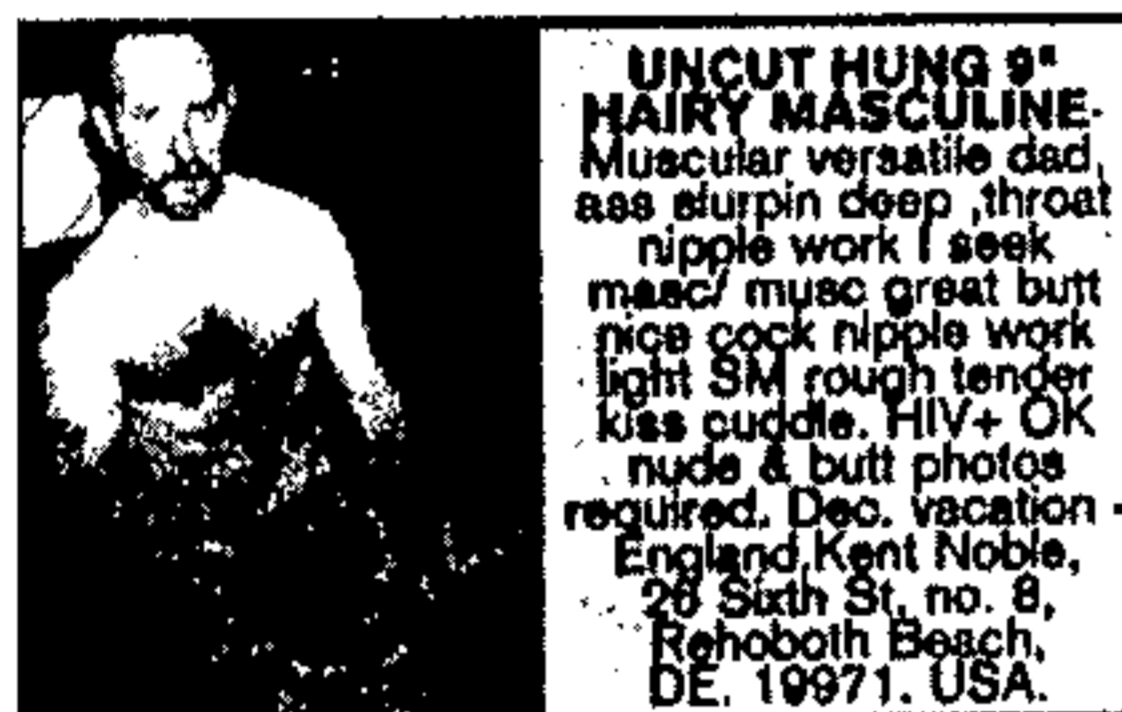 UNCUT HUNG 9"
HAIRY MASCULINE-
Muscular versatile dad,
ass slurpin deep ,throat
nipple work I seek
masc/ musc great butt
nice cock nipple work
light SM rough tender
kiss cuddle. HIV+ OK
nude & butt photos
required. Dec. vacation -
England,Kent Noble,
26 Sixth St, no. 8,
Rehoboth Beach,
DE. 19971. USA.